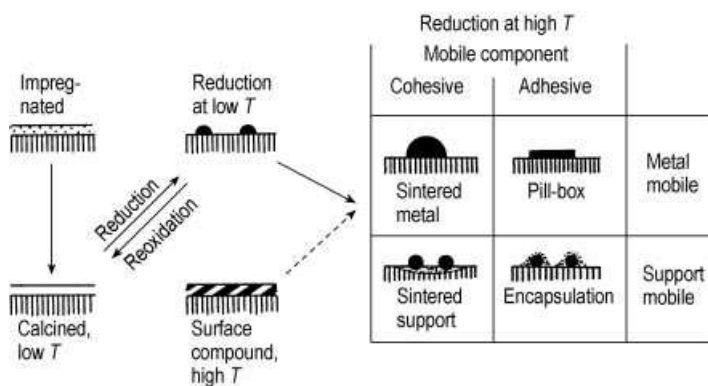 Reduction at high T
Mobile component
Cohesive
Adhesive
Impreg-
nated
Reduction
at low T
Sintered
metal
Pill-box
Metal
mobile
Reduction
Reoxidation
Calcined,
low T
Surface
compound,
high T
Sintered
support
Encapsulation
Support
mobile